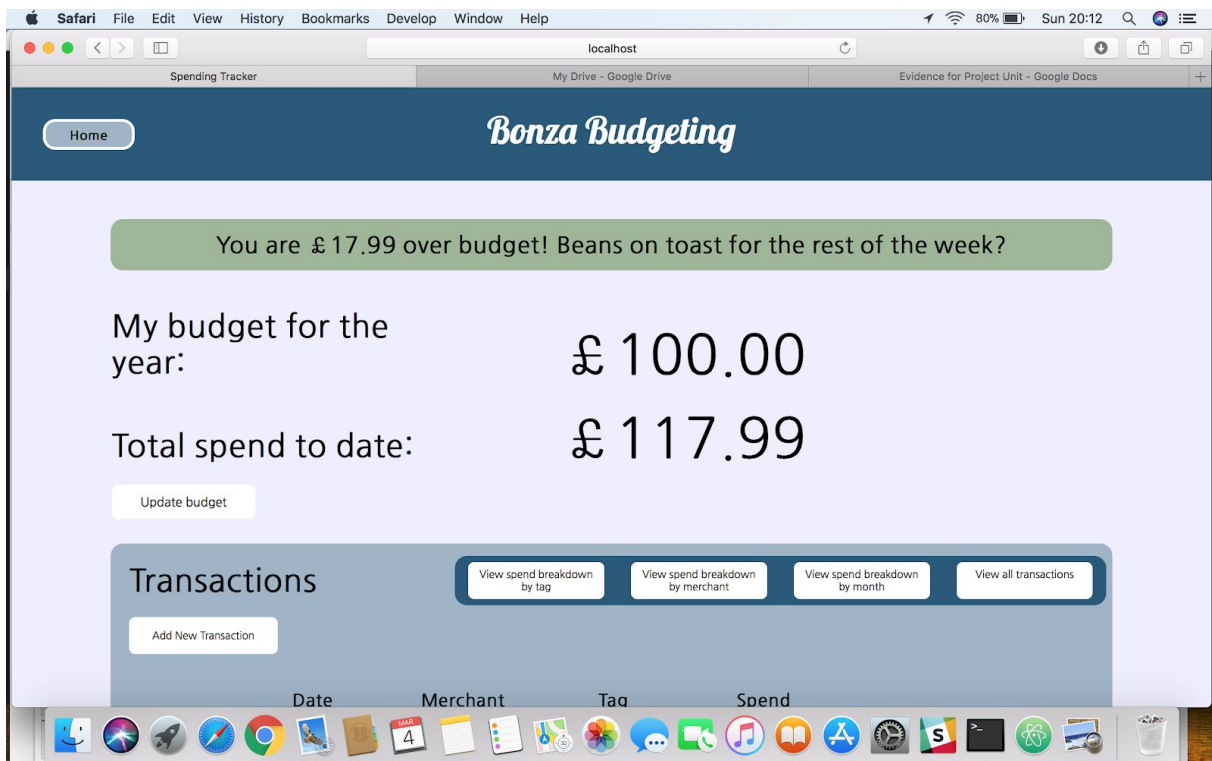 Safari File Edit View History Bookmarks Develop Window Help 80% Sun 20:12
localhost
Spending Tracker My Drive - Google Drive Evidence for Project Unit - Google Docs
Home Bonza Budgeting
You are £17.99 over budget! Beans on toast for the rest of the week?
My budget for the
year:
£100.00
Total spend to date: £117.99
Update budget
Transactions
View spend breakdown
by tag
View spend breakdown
by merchant
View spend breakdown
by month
View all transactions
Add New Transaction
Date Merchant Tag Spend
MAR
4